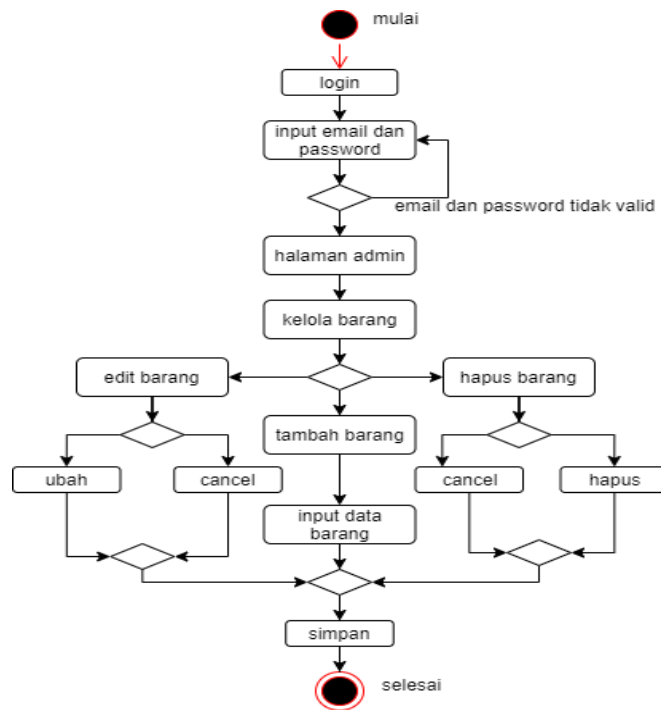 mulai
login
input email dan
password
email dan password tidak valid
halaman admin
kelola barang
edit barang
hapus barang
tambah barang
ubah
cancel
cancel
hapus
input data
barang
simpan
selesai